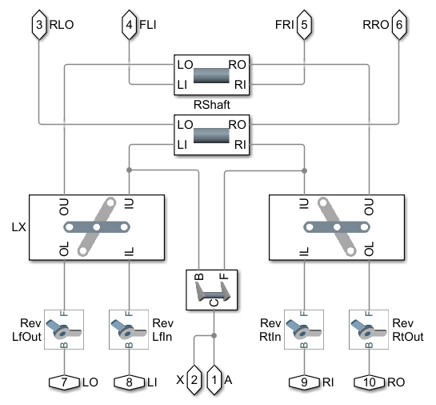 3 RLO
4 FLI
FRI 5
RRO 6
LO RO
LI RI
RShaft
LO RO
LI RI
OU IU
IU OU
LX
OL IL
IL OL
B F
C
F
F
F
F
Rev
LfOut
Rev
LfIn
Rev
RtIn
Rev
RtOut
B
B
B
B
X 2
1 A
7 LO
8 LI
9 RI
10 RO